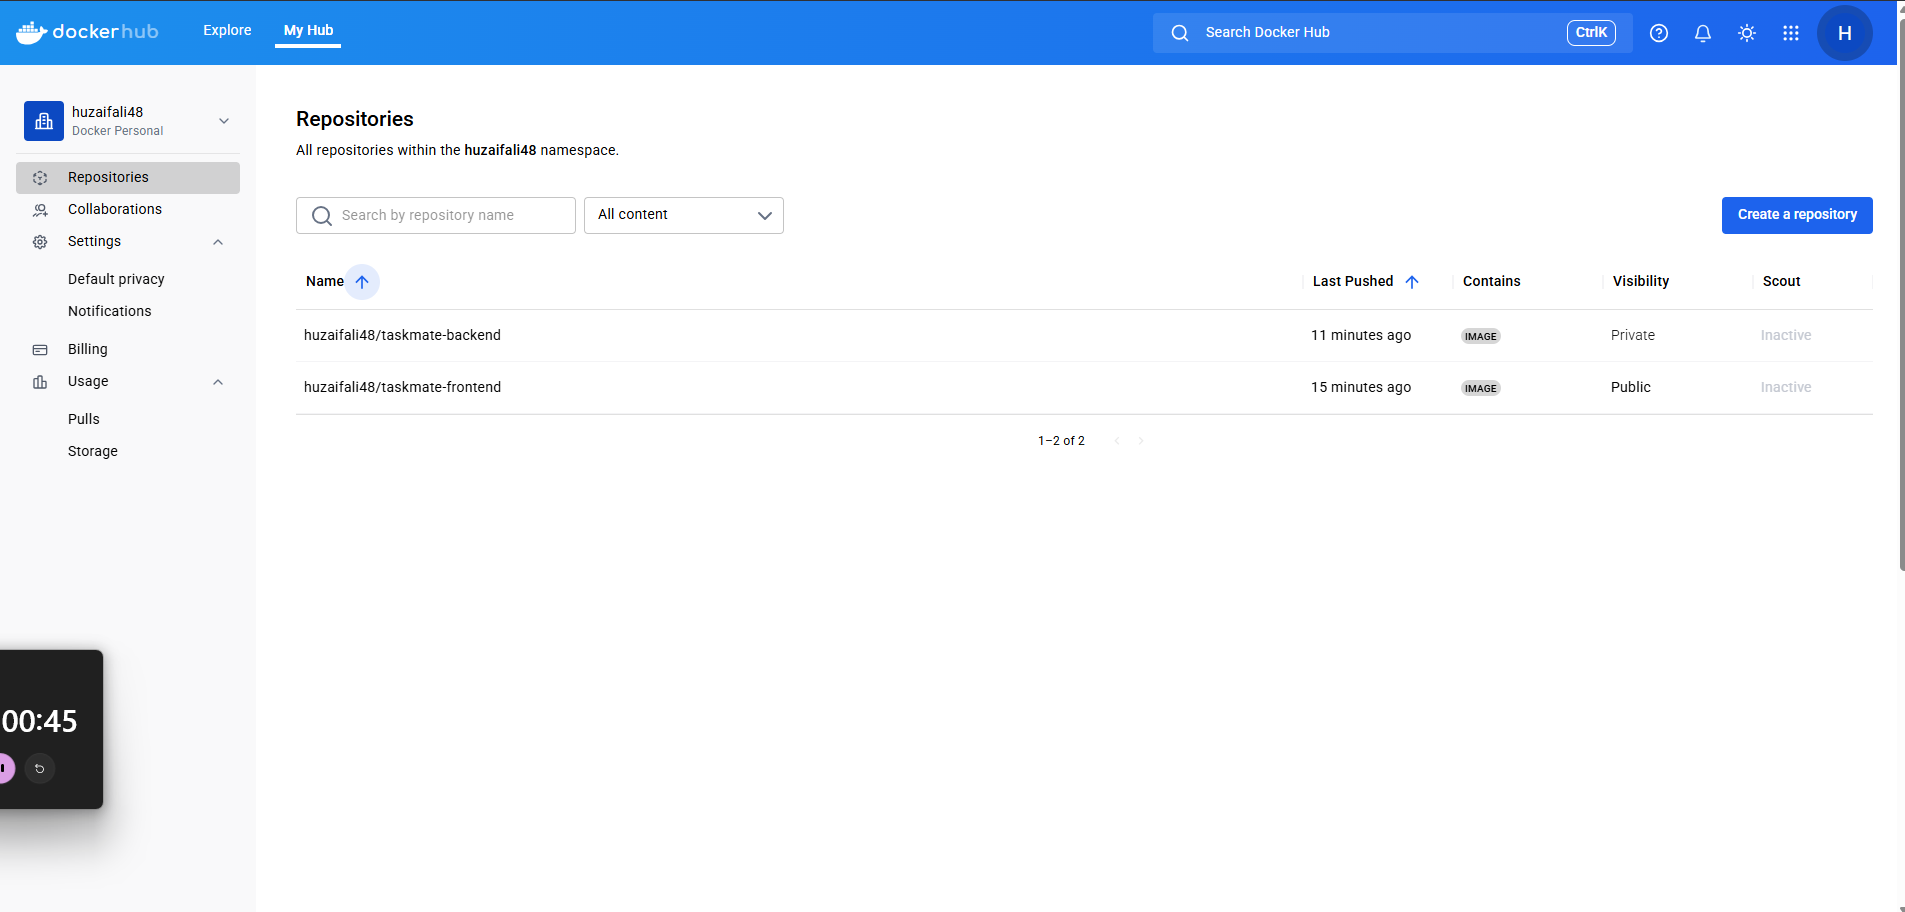 dockerhub
Explore
My Hub
Search Docker Hub
CtrlK
H
huzaifali48
Docker Personal
Repositories
Collaborations
Settings
Default privacy
Notifications
Billing
Usage
Pulls
Storage
00:45
Repositories
All repositories within the huzaifali48 namespace.
Search by repository name
All content
Create a repository
Name Last Pushed Contains Visibility Scout
huzaifali48/taskmate-backend 11 minutes ago IMAGE Private Inactive
huzaifali48/taskmate-frontend 15 minutes ago IMAGE Public Inactive
1–2 of 2